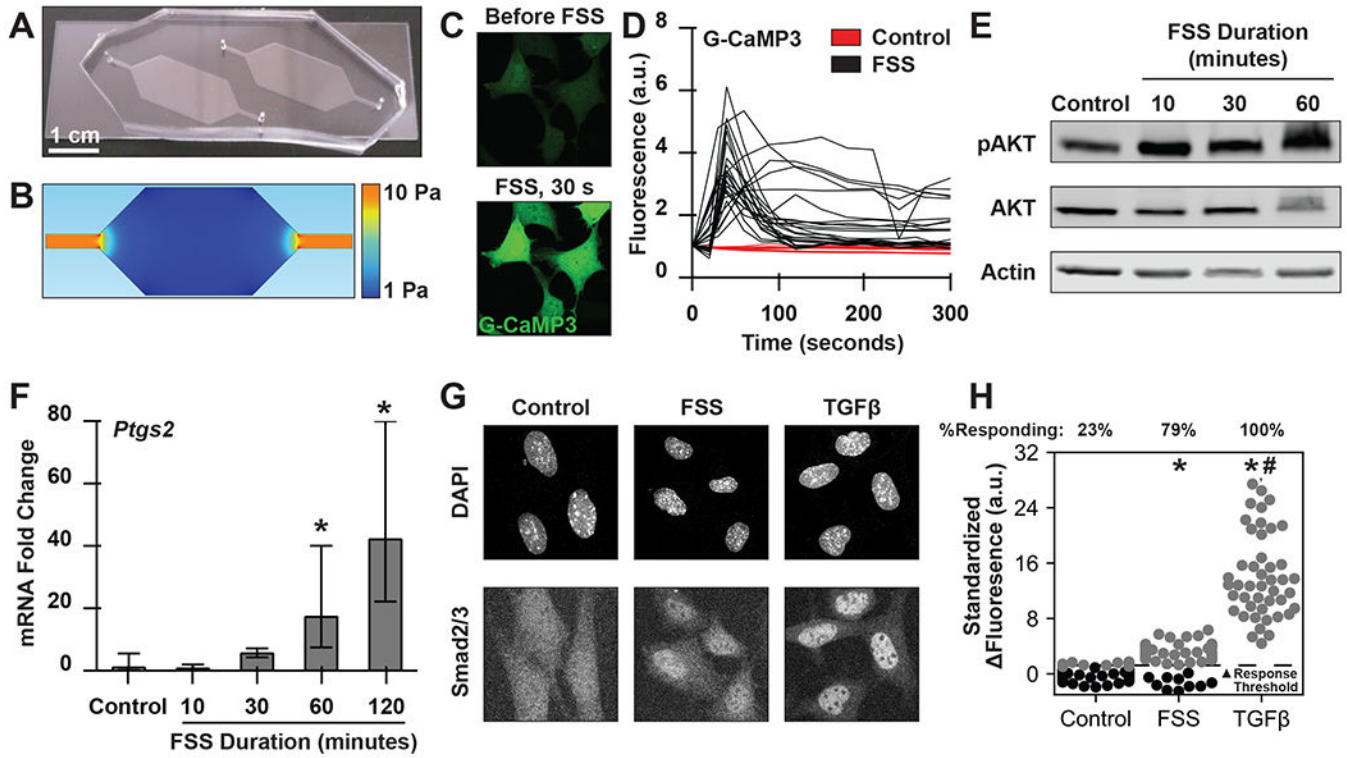 A
1 cm
B
10 Pa
1 Pa
C
Before FSS
FSS, 30 s
G-CaMP3
D
G-CaMP3
Control
FSS
Fluorescence (a.u.)
8
6
4
2
0
0 100 200 300
Time (seconds)
E
FSS Duration
(minutes)
Control 10 30 60
pAKT
AKT
Actin
F
Ptgs2
mRNA Fold Change
80
60
40
20
0
*
*
Control 10 30 60 120
FSS Duration (minutes)
G
Control FSS TGFβ
DAPI
Smad2/3
H
%Responding: 23% 79% 100%
Standardized
ΔFluoresence (a.u.)
32
24
16
8
0
* *#
▲Response
Threshold
Control FSS TGFβ